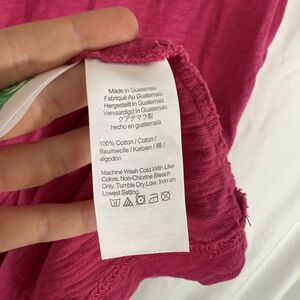 Made In Guatemala
Fabriqué Au Guatemala
Hergestellt In Guatemala
Vervaardigd In Guatemala
グアテマラ製
hecho en guatemala
100% Cotton / Coton /
Baumwolle / Katoen / 綿 /
algodón
Machine Wash Cold With Like
Colors, Non-Chlorine Bleach
Only, Tumble Dry Low, Iron on
Lowest Setting.